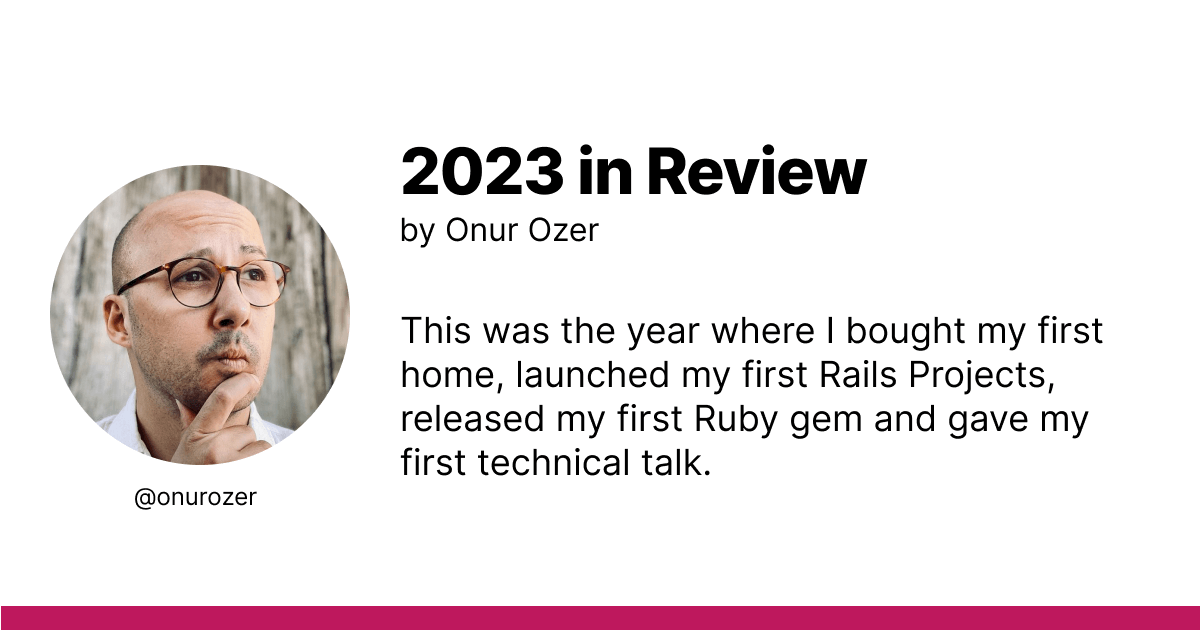 2023 in Review
by Onur Ozer
This was the year where I bought my first
home, launched my first Rails Projects,
released my first Ruby gem and gave my
first technical talk.
@onurozer